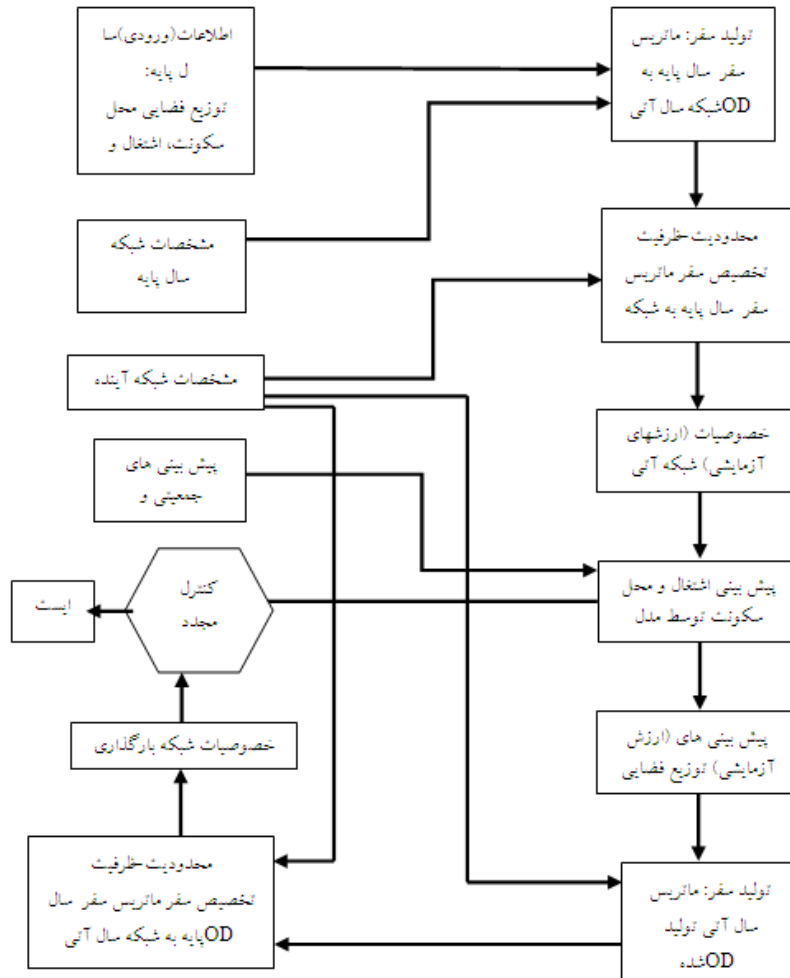 اطلاعات(ورودی)سا
ل پایه:
توزیع فضایی محل
سکونت، اشتغال و
تولید سفر: ماتریس
سفر سال پایه به
ODشبکه سال آتی
مشخصات شبکه
سال پایه
محدودیت-ظرفیت
تخصیص سفر ماتریس
سفر سال پایه به شبکه
مشخصات شبکه آینده
خصوصیات (ارزشهای
آزمایشی) شبکه آتی
پیش بینی های
جمعیتی و
پیش بینی اشتغال و محل
سکونت توسط مدل
کنترل
مجدد
ایست
پیش بینی های (ارزش
آزمایشی) توزیع فضایی
خصوصیات شبکه بارگذاری
تولید سفر: ماتریس
سال آتی تولید
ODشده
محدودیت-ظرفیت
تخصیص سفر ماتریس سفر سال
ODپایه به شبکه سال آتی